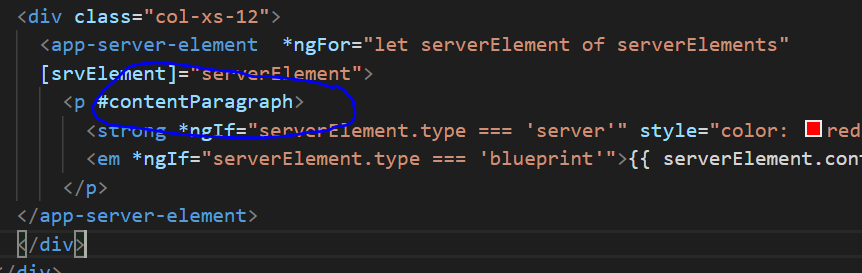 <div class="col-xs-12">
<app-server-element  *ngFor="let serverElement of serverElements"
[srvElement]="serverElement">
<p #contentParagraph>
<strong *ngIf="serverElement.type === 'server'" style="color: red
<em *ngIf="serverElement.type === 'blueprint'">{{ serverElement.con
</p>
</app-server-element>
</div>
</div>